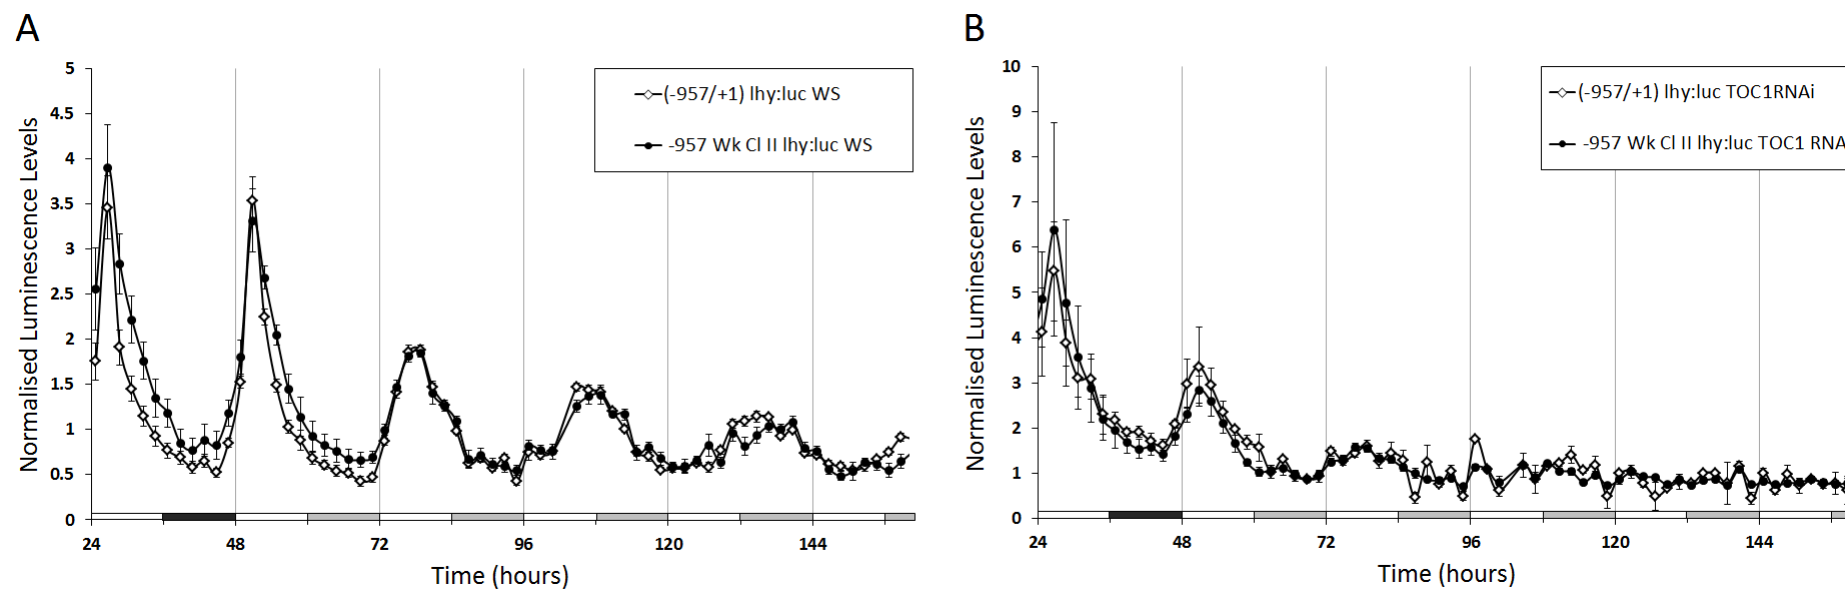 A
Normalised Luminescence Levels
5
4.5
4
3.5
3
2.5
2
1.5
1
0.5
0
(-957/+1) lhy:luc WS
-957 Wk Cl II lhy:luc WS
24 48 72 96 120 144
Time (hours)
B
Normalised Luminescence Levels
10
9
8
7
6
5
4
3
2
1
0
(-957/+1) lhy:luc TOC1RNAi
-957 Wk Cl II lhy:luc TOC1 RNA
24 48 72 96 120 144
Time (hours)